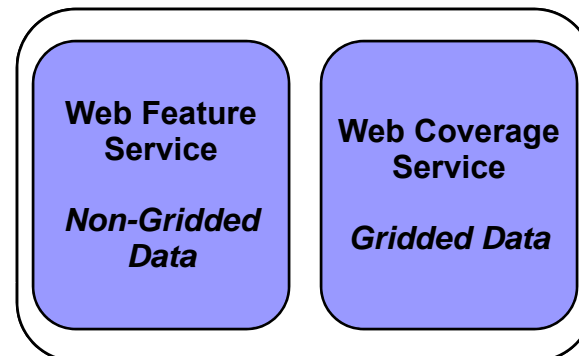 Web Feature
Service
Non-Gridded
Data
Web Coverage
Service
Gridded Data